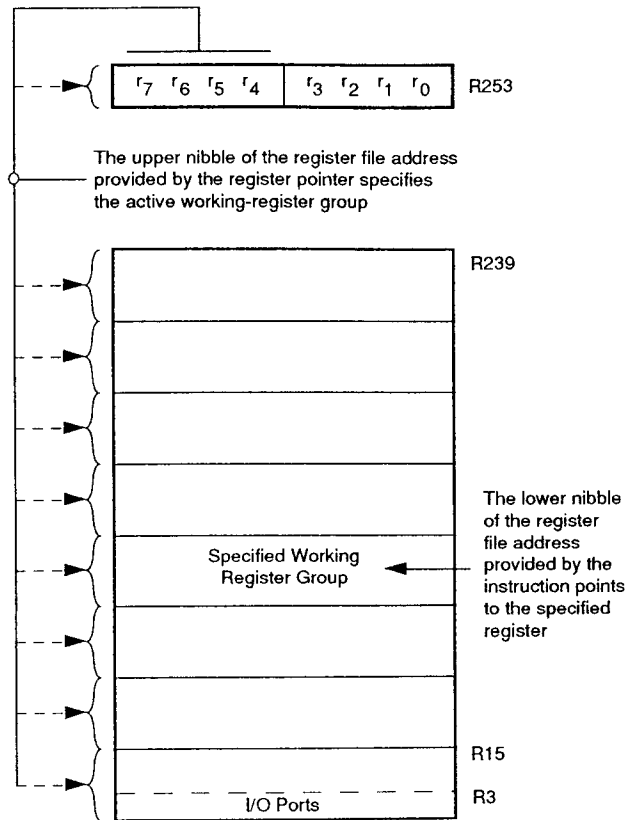 r7 r6 r5 r4 r3 r2 r1 r0 R253
The upper nibble of the register file address
provided by the register pointer specifies
the active working-register group
R239
Specified Working
Register Group
The lower nibble
of the register
file address
provided by the
instruction points
to the specified
register
R15
R3
I/O Ports